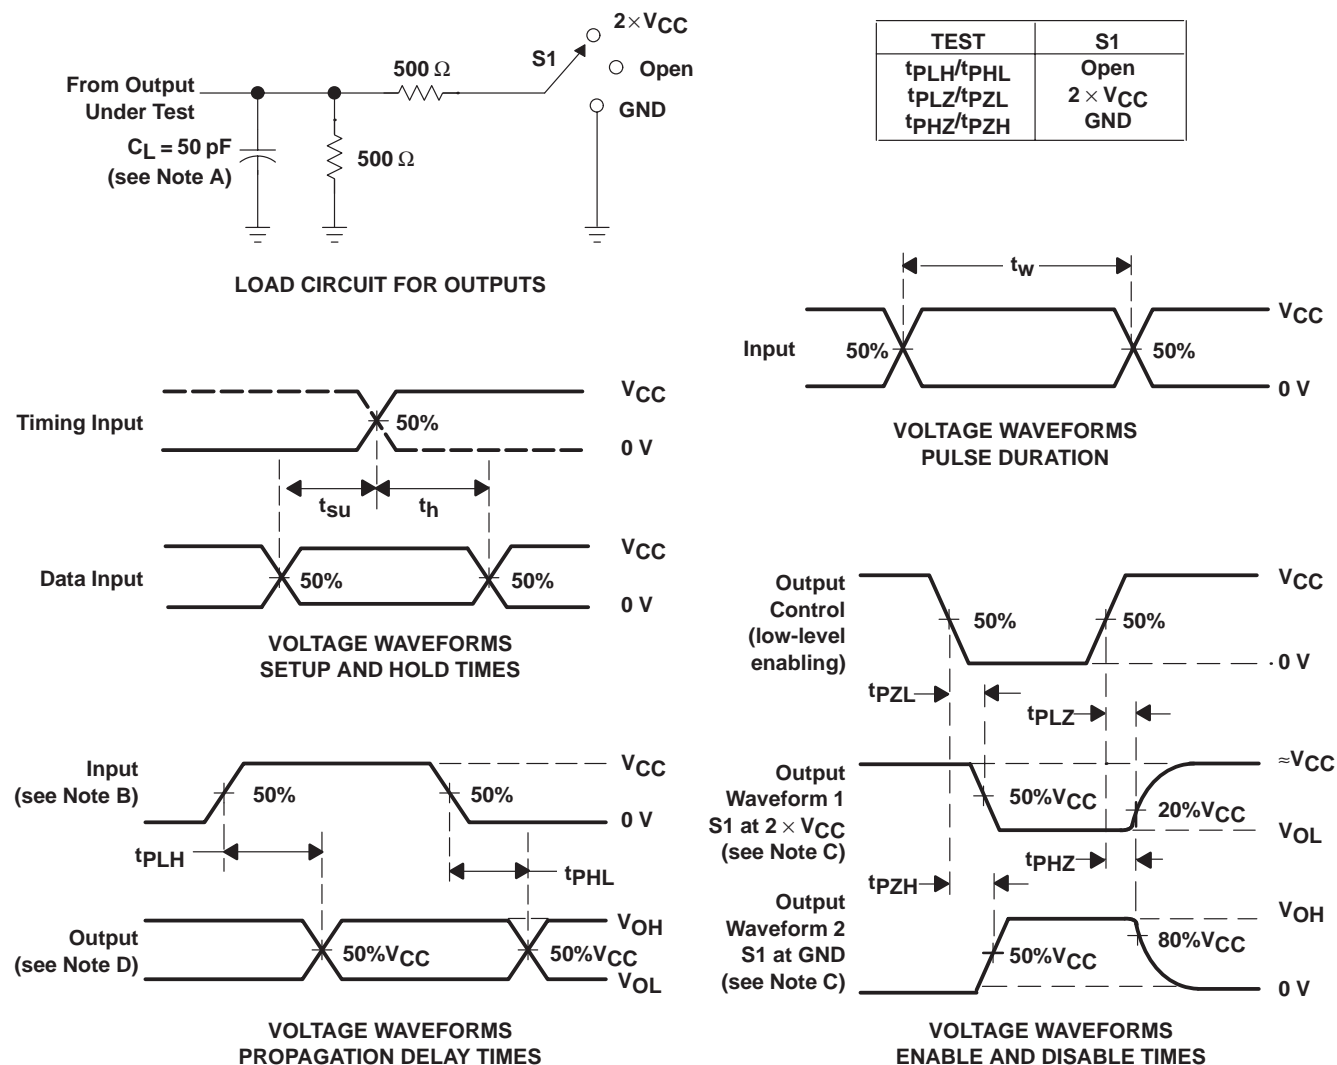 2 × VCC
S1
500 Ω
Open
From Output
Under Test
GND
CL = 50 pF
(see Note A)
500 Ω
LOAD CIRCUIT FOR OUTPUTS
TEST S1
tPLH/tPHL Open
tPLZ/tPZL 2 × VCC
tPHZ/tPZH GND
tw
VCC
Input 50% 50%
0 V
VOLTAGE WAVEFORMS
PULSE DURATION
VCC
Timing Input 50%
0 V
tsu th
VCC
Data Input 50% 50%
0 V
VOLTAGE WAVEFORMS
SETUP AND HOLD TIMES
Input
(see Note B)
50% 50%
VCC
0 V
tPLH
tPHL
Output
(see Note D)
50%VCC 50%VCC
VOH
VOL
VOLTAGE WAVEFORMS
PROPAGATION DELAY TIMES
Output
Control
(low-level
enabling)
50% 50%
VCC
0 V
tPZL
tPLZ
Output
Waveform 1
S1 at 2 × VCC
(see Note C)
50%VCC
20%VCC
≈VCC
VOL
tPHZ
tPZH
Output
Waveform 2
S1 at GND
(see Note C)
50%VCC
80%VCC
VOH
0 V
VOLTAGE WAVEFORMS
ENABLE AND DISABLE TIMES